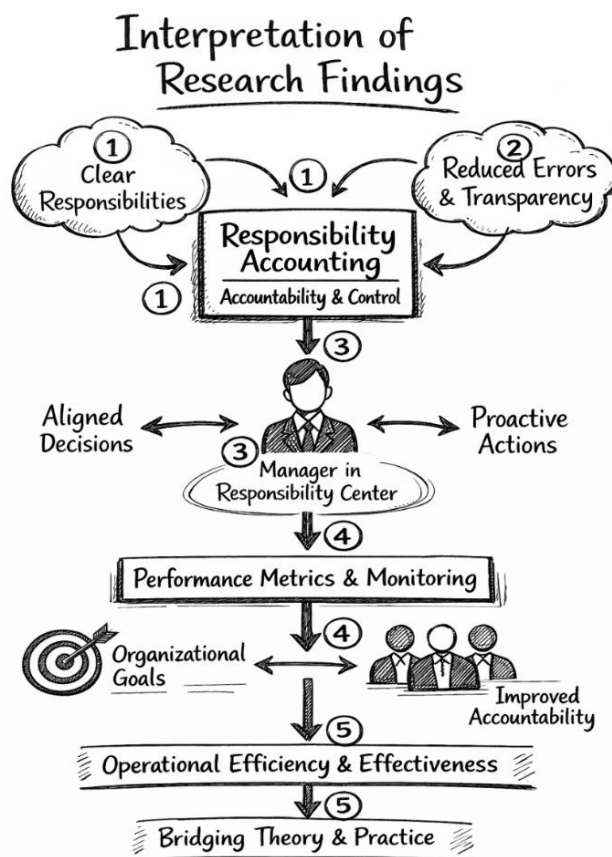 Interpretation of
Research Findings
1
Clear
Responsibilities
1
2
Reduced Errors
& Transparency
Responsibility
Accounting
Accountability & Control
1
3
Aligned
Decisions
Proactive
Actions
3
Manager in
Responsibility Center
4
Performance Metrics & Monitoring
4
Organizational
Goals
Improved
Accountability
5
Operational Efficiency & Effectiveness
5
Bridging Theory & Practice